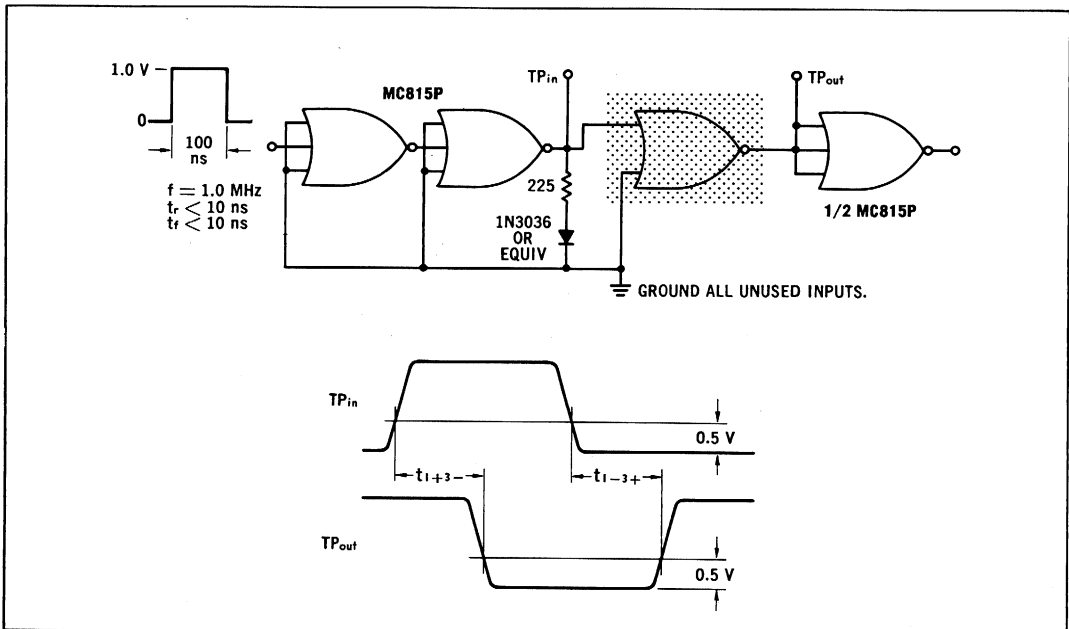 1.0 V
0
100
ns
f = 1.0 MHz
tr < 10 ns
tf < 10 ns
MC815P
TPin
225
1N3036
OR
EQUIV
TPout
1/2 MC815P
GROUND ALL UNUSED INPUTS.
TPin
0.5 V
t1+3−
t1−3+
TPout
0.5 V